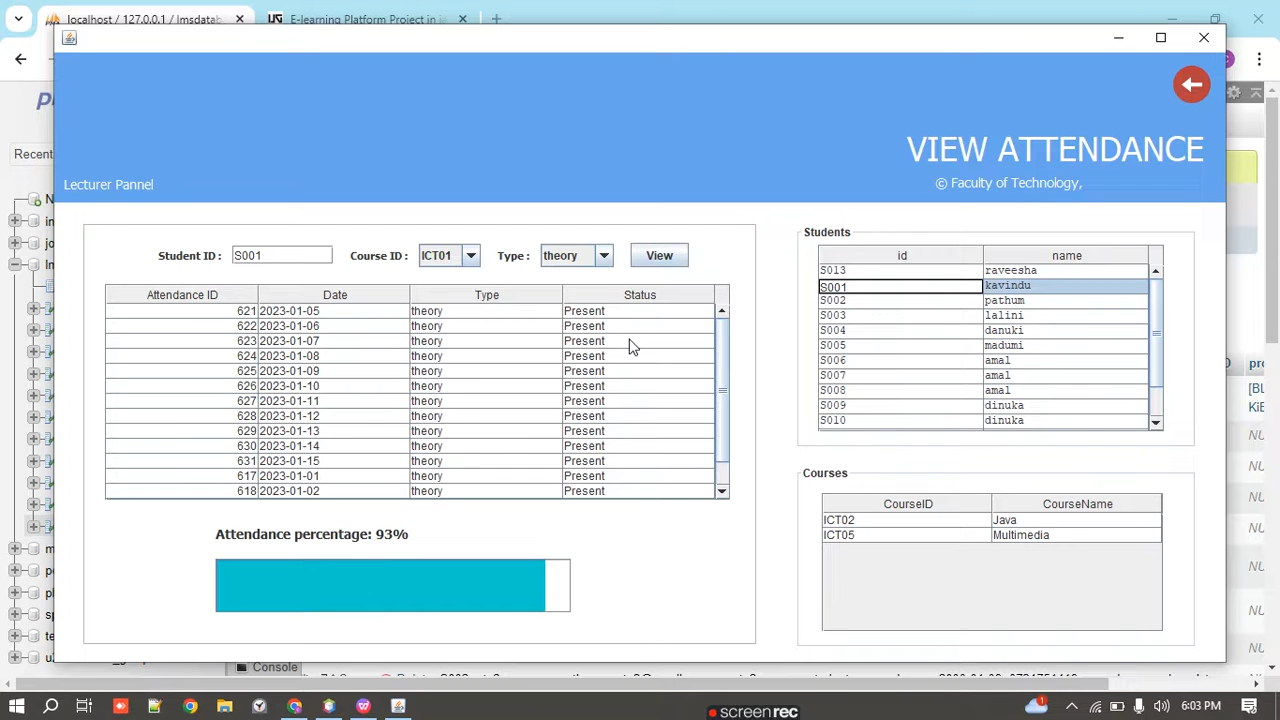 localhost / 127.0.0.1 / lmsdatab
E-learning Platform Project in j
Recent
VIEW ATTENDANCE
Lecturer Pannel
© Faculty of Technology,
Student ID :
S001
Course ID :
ICT01
Type :
theory
View
Attendance ID Date Type Status
621 2023-01-05 theory Present
622 2023-01-06 theory Present
623 2023-01-07 theory Present
624 2023-01-08 theory Present
625 2023-01-09 theory Present
626 2023-01-10 theory Present
627 2023-01-11 theory Present
628 2023-01-12 theory Present
629 2023-01-13 theory Present
630 2023-01-14 theory Present
631 2023-01-15 theory Present
617 2023-01-01 theory Present
618 2023-01-02 theory Present
Attendance percentage: 93%
Students
id name
S013 raveesha
S001 kavindu
S002 pathum
S003 lalini
S004 danuki
S005 madumi
S006 amal
S007 amal
S008 amal
S009 dinuka
S010 dinuka
Courses
CourseID CourseName
ICT02 Java
ICT05 Multimedia
Console
6:03 PM
screenrec